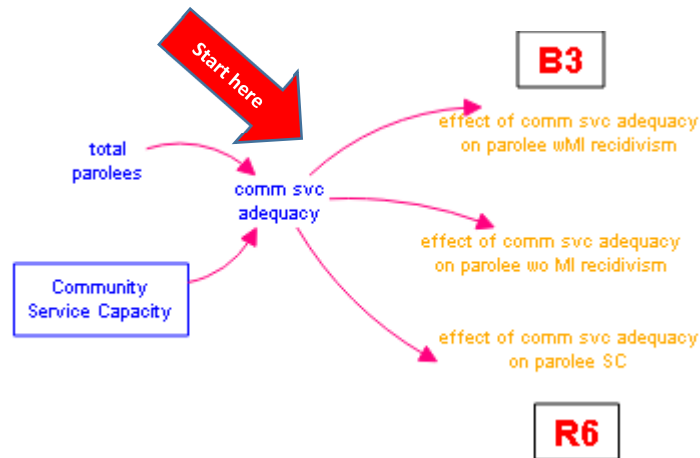 Start here
B3
effect of comm svc adequacy
on parolee wMI recidivism
total
parolees
comm svc
adequacy
effect of comm svc adequacy
on parolee wo MI recidivism
Community
Service Capacity
effect of comm svc adequacy
on parolee SC
R6